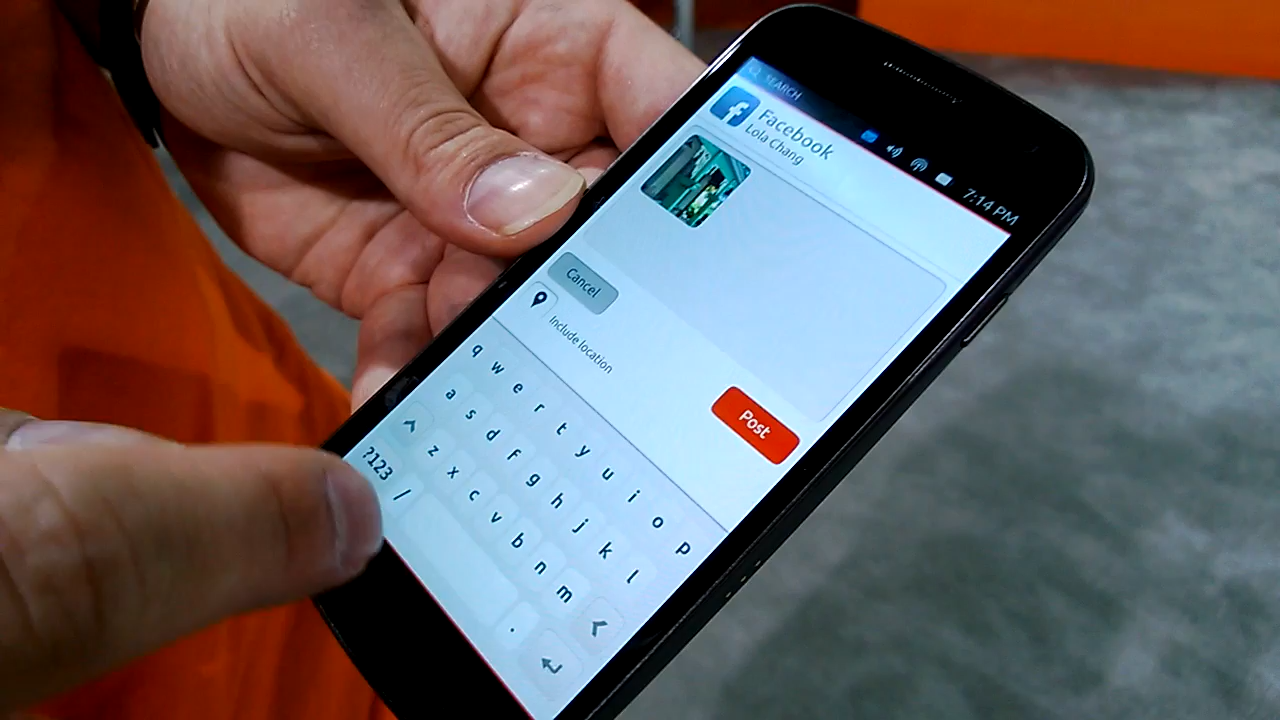 SEARCH
7:14 PM
f
Facebook
Lola Chang
Cancel
Include location
Post
q w e r t y u i o p
a s d f g h j k l
z x c v b n m
?123 / .